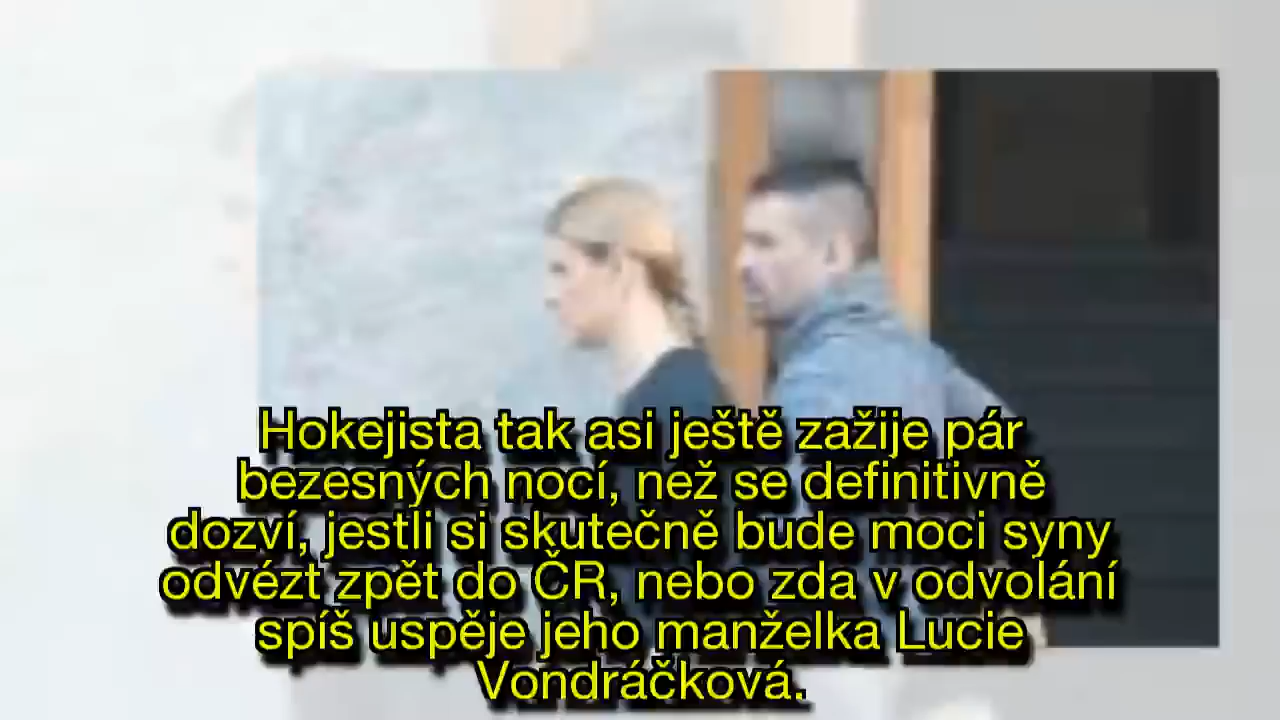 Hokejista tak asi ještě zažije pár
bezesných nocí, než se definitivně
dozví, jestli si skutečně bude moci syny
odvézt zpět do ČR, nebo zda v odvolání
spíš uspěje jeho manželka Lucie
Vondráčková.